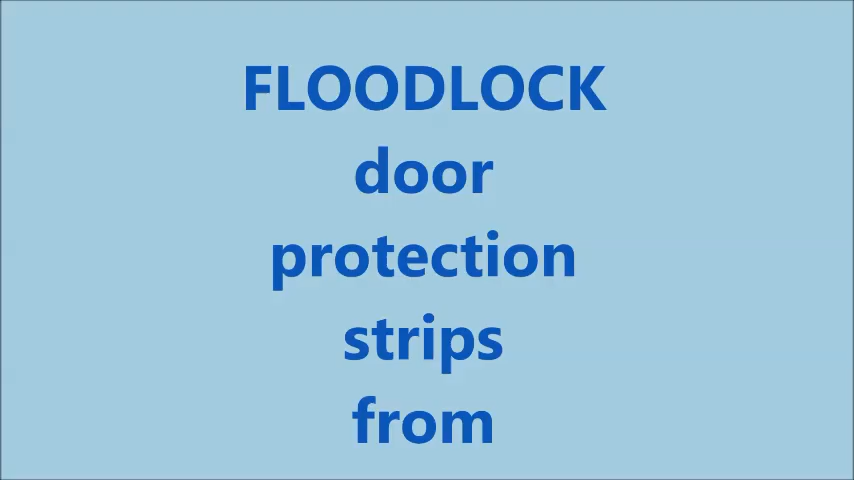 FLOODLOCK
door
protection
strips
from